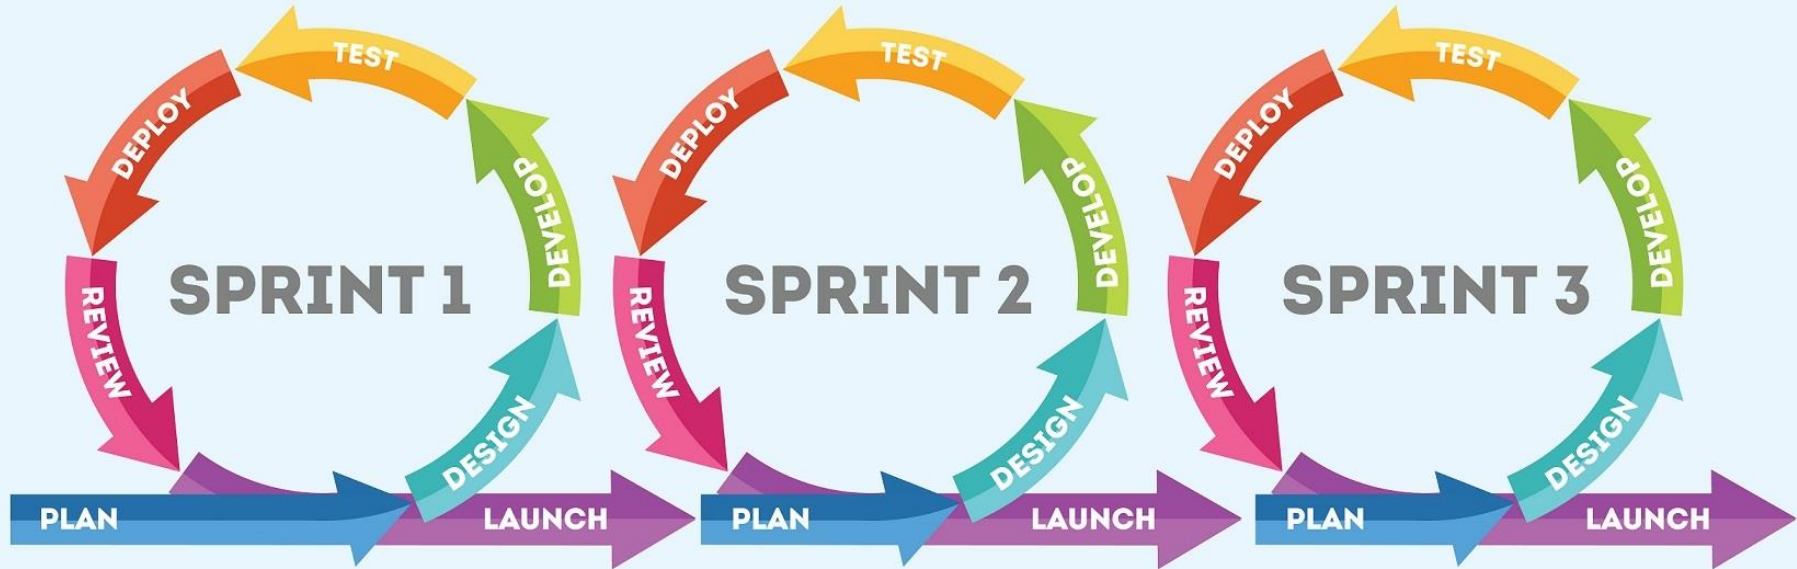 TEST
DEPLOY
DEVELOP
SPRINT 1
REVIEW
DESIGN
PLAN
LAUNCH
TEST
DEPLOY
DEVELOP
SPRINT 2
REVIEW
DESIGN
PLAN
LAUNCH
TEST
DEPLOY
DEVELOP
SPRINT 3
REVIEW
DESIGN
PLAN
LAUNCH